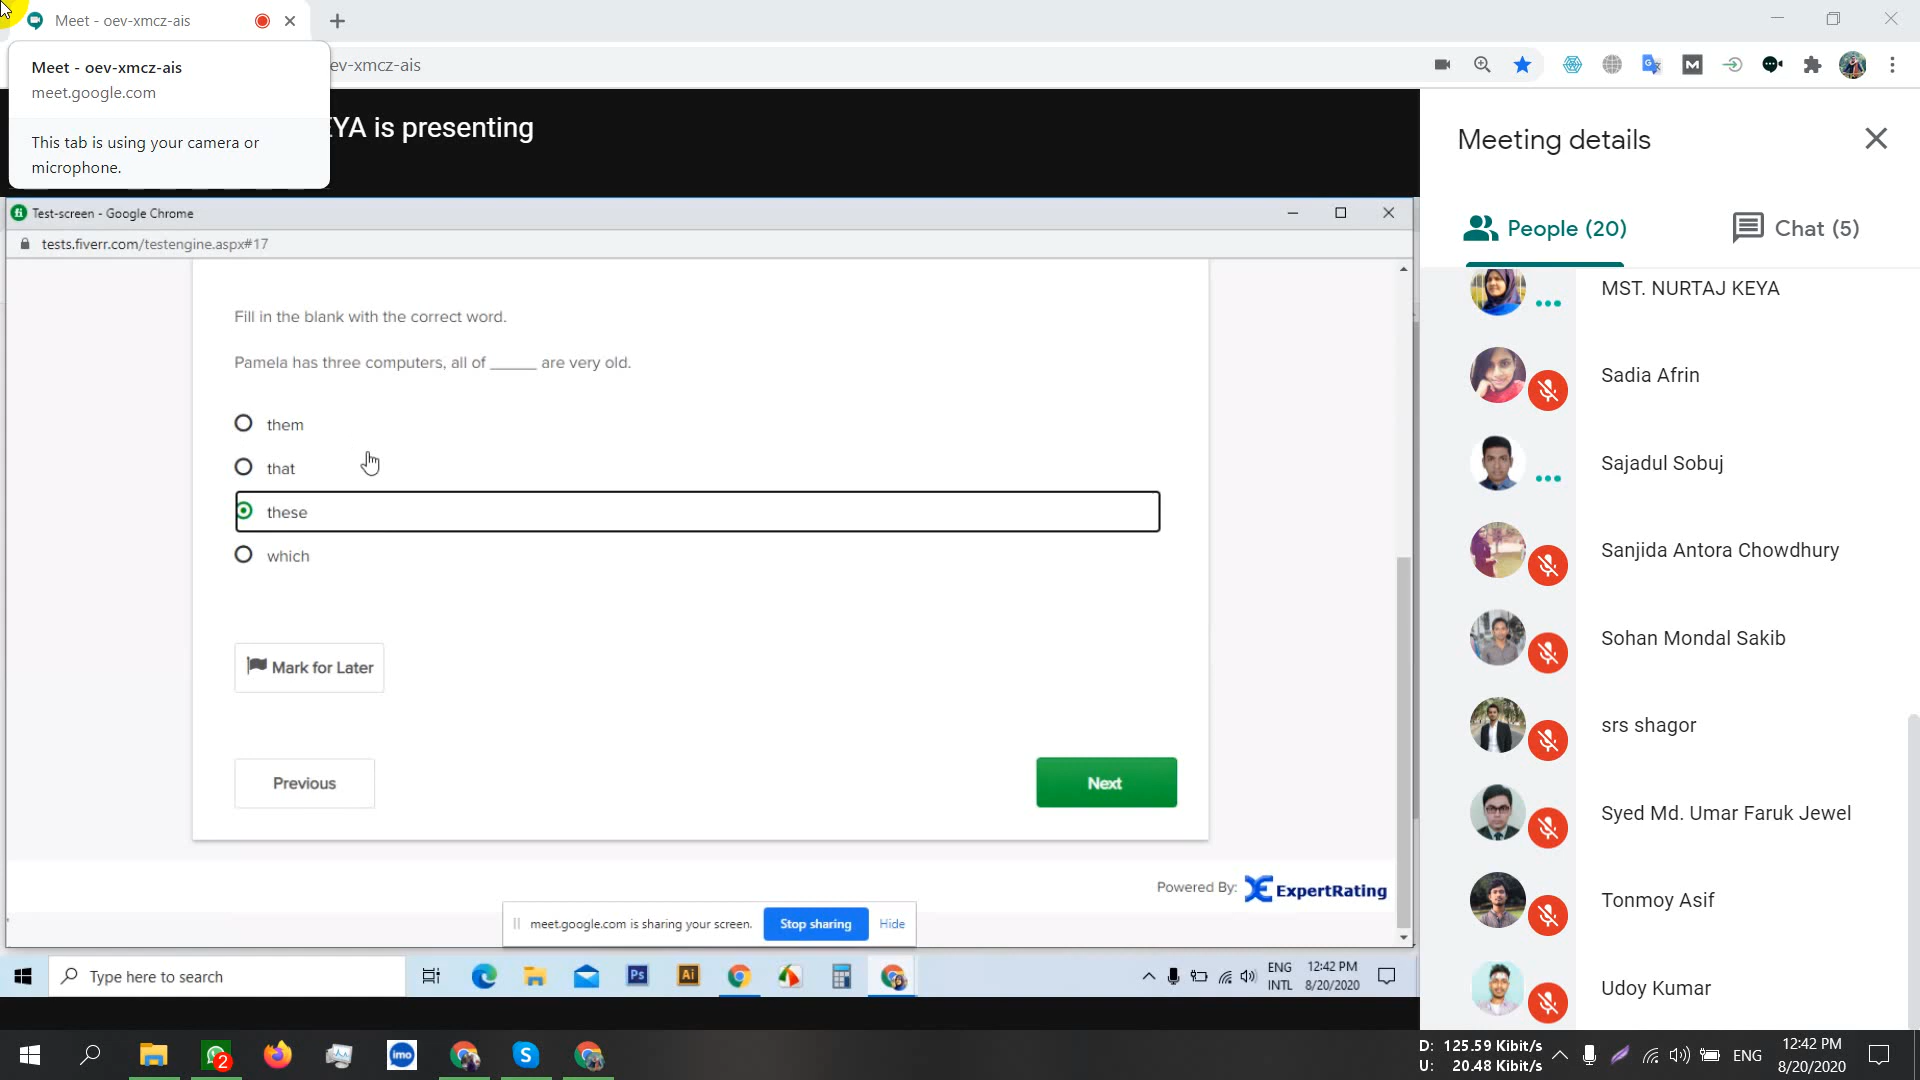 Meet - oev-xmcz-ais
Meet - oev-xmcz-ais
meet.google.com
This tab is using your camera or
microphone.
ev-xmcz-ais
YA is presenting
Test-screen - Google Chrome
tests.fiverr.com/testengine.aspx#17
Fill in the blank with the correct word.
Pamela has three computers, all of _____ are very old.
them
that
these
which
Mark for Later
Previous
Next
Powered By: ExpertRating
meet.google.com is sharing your screen. Stop sharing Hide
Type here to search
Ps
Ai
ENG
INTL
12:42 PM
8/20/2020
Meeting details
People (20)
Chat (5)
MST. NURTAJ KEYA
Sadia Afrin
Sajadul Sobuj
Sanjida Antora Chowdhury
Sohan Mondal Sakib
srs shagor
Syed Md. Umar Faruk Jewel
Tonmoy Asif
Udoy Kumar
2
imo
D: 125.59 Kibit/s
U: 20.48 Kibit/s
ENG
12:42 PM
8/20/2020